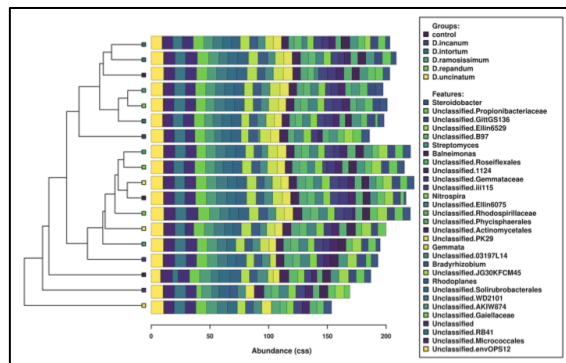 Groups:
control
D.incanum
D.intortum
D.ramosissimum
D.repandum
D.uncinatum
Features:
Steroidobacter
Unclassified.Propionibacteriaceae
Unclassified.GittGS136
Unclassified.Ellin6529
Unclassified.B97
Streptomyces
Balneimonas
Unclassified.Roseiflexales
Unclassified.1124
Unclassified.Gemmataceae
Unclassified.iii115
Nitrospira
Unclassified.Ellin6075
Unclassified.Rhodospirillaceae
Unclassified.Phycisphaerales
Unclassified.Actinomycetales
Unclassified.PK29
Gemmata
Unclassified.03197L14
Bradyrhizobium
Unclassified.JG30KFCM45
Rhodoplanes
Unclassified.Solirubrobacterales
Unclassified.WD2101
Unclassified.AKIW874
Unclassified.Gaiellaceae
Unclassified
Unclassified.RB41
Unclassified.Micrococcales
Unclassified.envOPS12
0 50 100 150 200
Abundance (css)